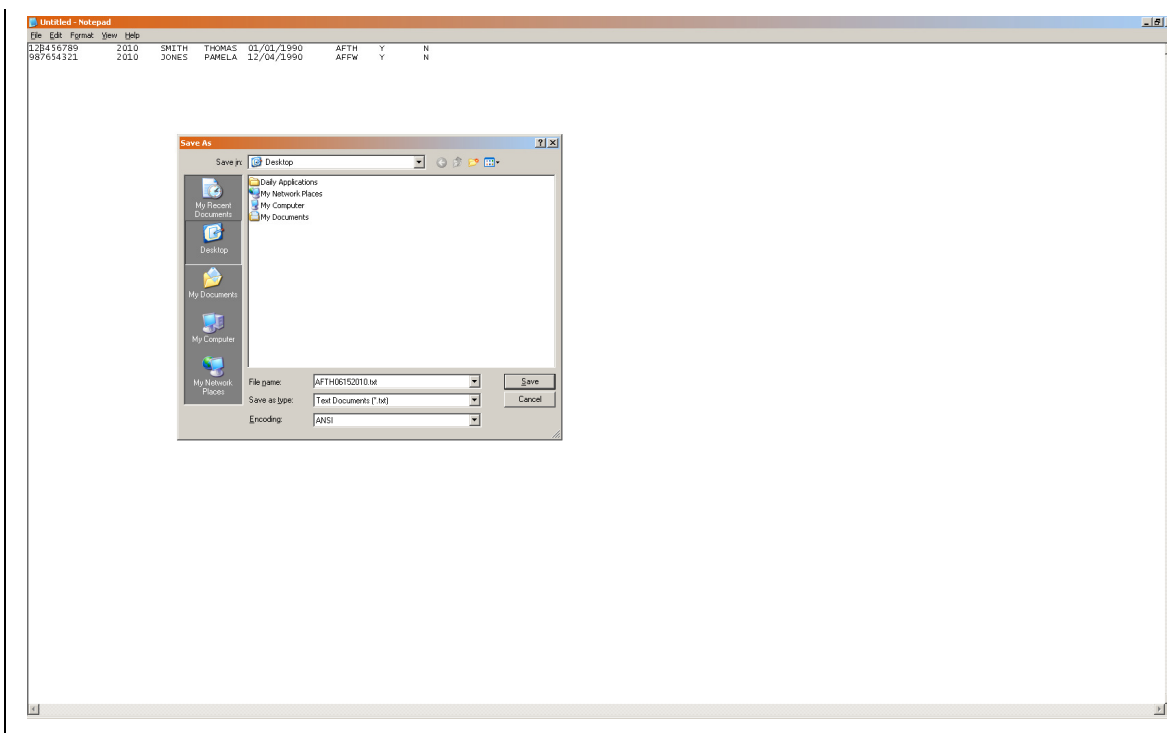 Untitled - Notepad
File Edit Format View Help
123456789 2010 SMITH THOMAS 01/01/1990 AFTH Y N
987654321 2010 JONES PAMELA 12/04/1990 AFFW Y N
Save As
Save in: Desktop
Daily Applications
My Network Places
My Computer
My Documents
My Recent
Documents
Desktop
My Documents
My Computer
My Network
Places
File name: AFTH06152010.txt Save
Save as type: Text Documents (*.txt) Cancel
Encoding: ANSI